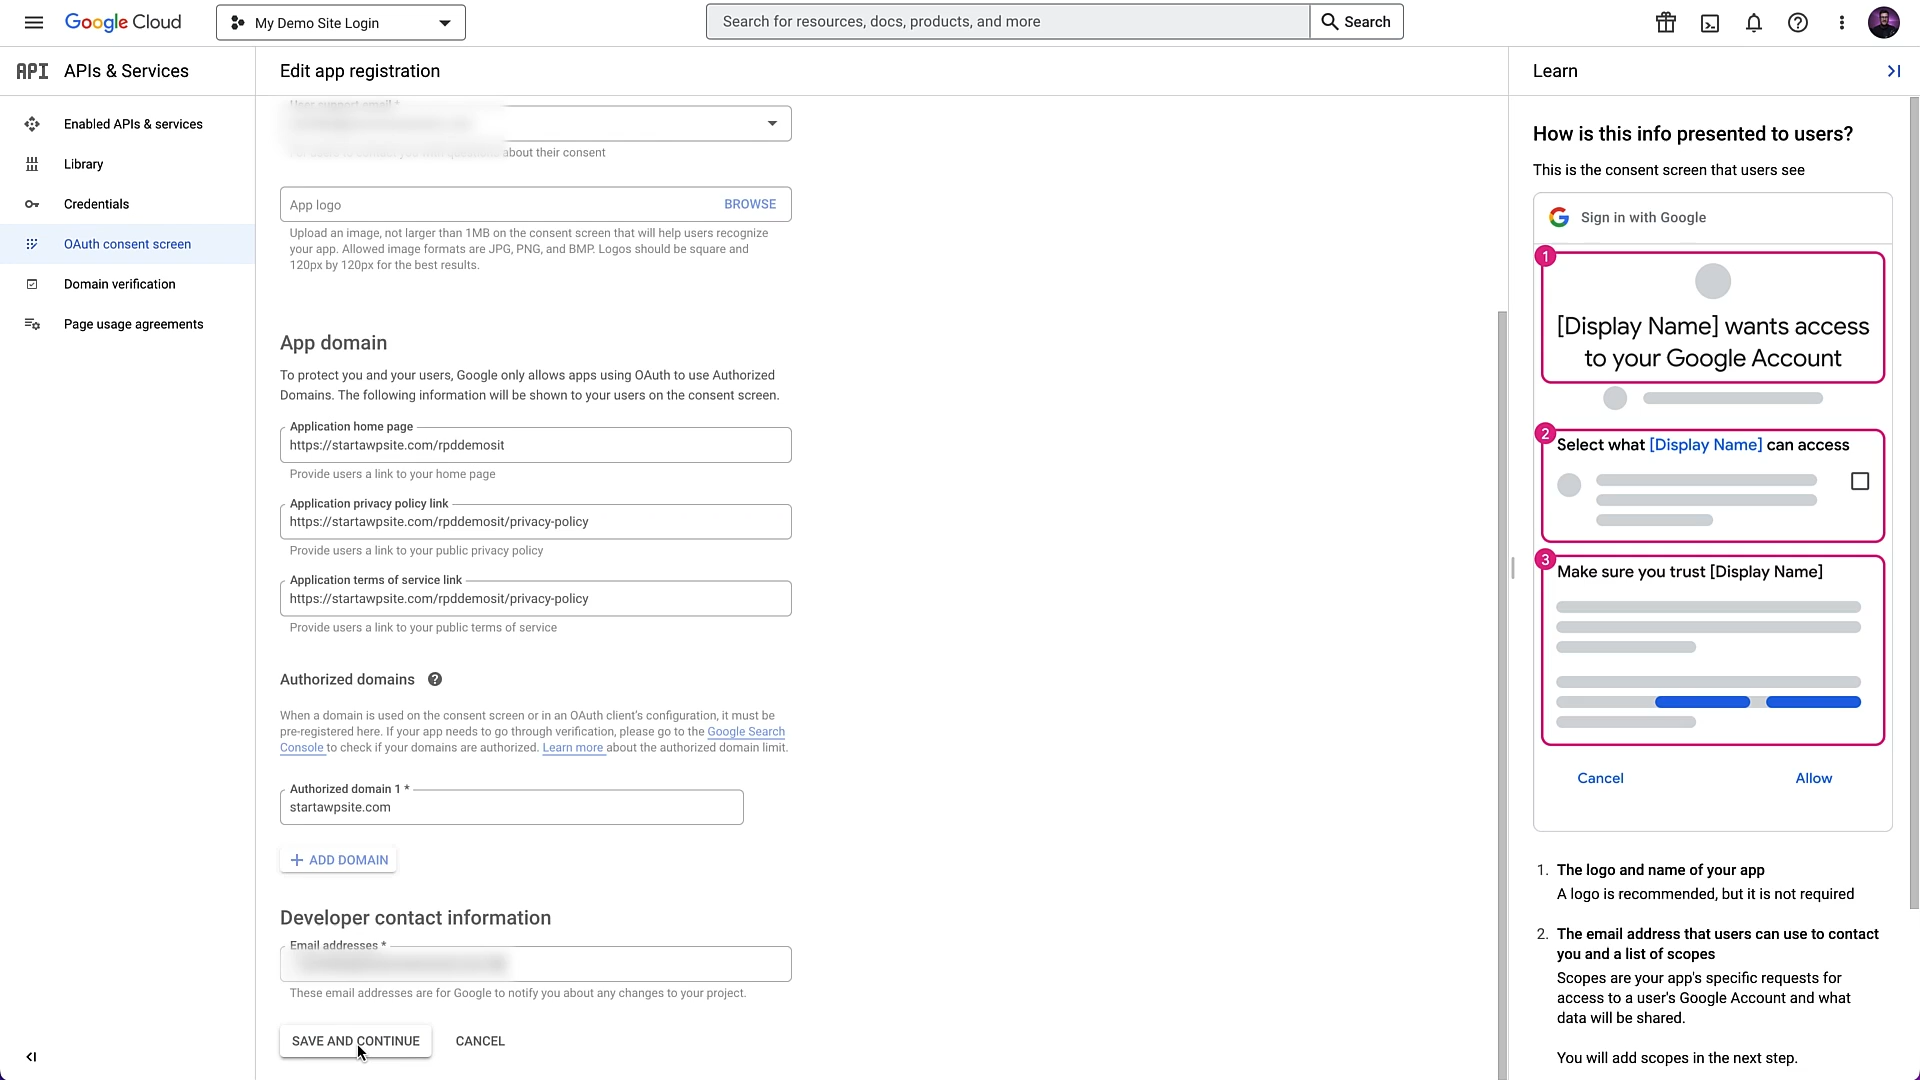 Google Cloud
My Demo Site Login
Search for resources, docs, products, and more
Search
API
APIs & Services
Edit app registration
Learn
Enabled APIs & services
Library
Credentials
OAuth consent screen
Domain verification
Page usage agreements
about their consent
App logo
BROWSE
Upload an image, not larger than 1MB on the consent screen that will help users recognize
your app. Allowed image formats are JPG, PNG, and BMP. Logos should be square and
120px by 120px for the best results.
App domain
To protect you and your users, Google only allows apps using OAuth to use Authorized
Domains. The following information will be shown to your users on the consent screen.
Application home page
https://startawpsite.com/rpddemosit
Provide users a link to your home page
Application privacy policy link
https://startawpsite.com/rpddemosit/privacy-policy
Provide users a link to your public privacy policy
Application terms of service link
https://startawpsite.com/rpddemosit/privacy-policy
Provide users a link to your public terms of service
Authorized domains
When a domain is used on the consent screen or in an OAuth client's configuration, it must be
pre-registered here. If your app needs to go through verification, please go to the Google Search
Console to check if your domains are authorized. Learn more about the authorized domain limit.
Authorized domain 1 *
startawpsite.com
ADD DOMAIN
Developer contact information
Email addresses *
These email addresses are for Google to notify you about any changes to your project.
SAVE AND CONTINUE
CANCEL
How is this info presented to users?
This is the consent screen that users see
Sign in with Google
1
[Display Name] wants access
to your Google Account
2
Select what [Display Name] can access
3
Make sure you trust [Display Name]
Cancel
Allow
1. The logo and name of your app
A logo is recommended, but it is not required
2. The email address that users can use to contact
you and a list of scopes
Scopes are your app's specific requests for
access to a user's Google Account and what
data will be shared.
You will add scopes in the next step.